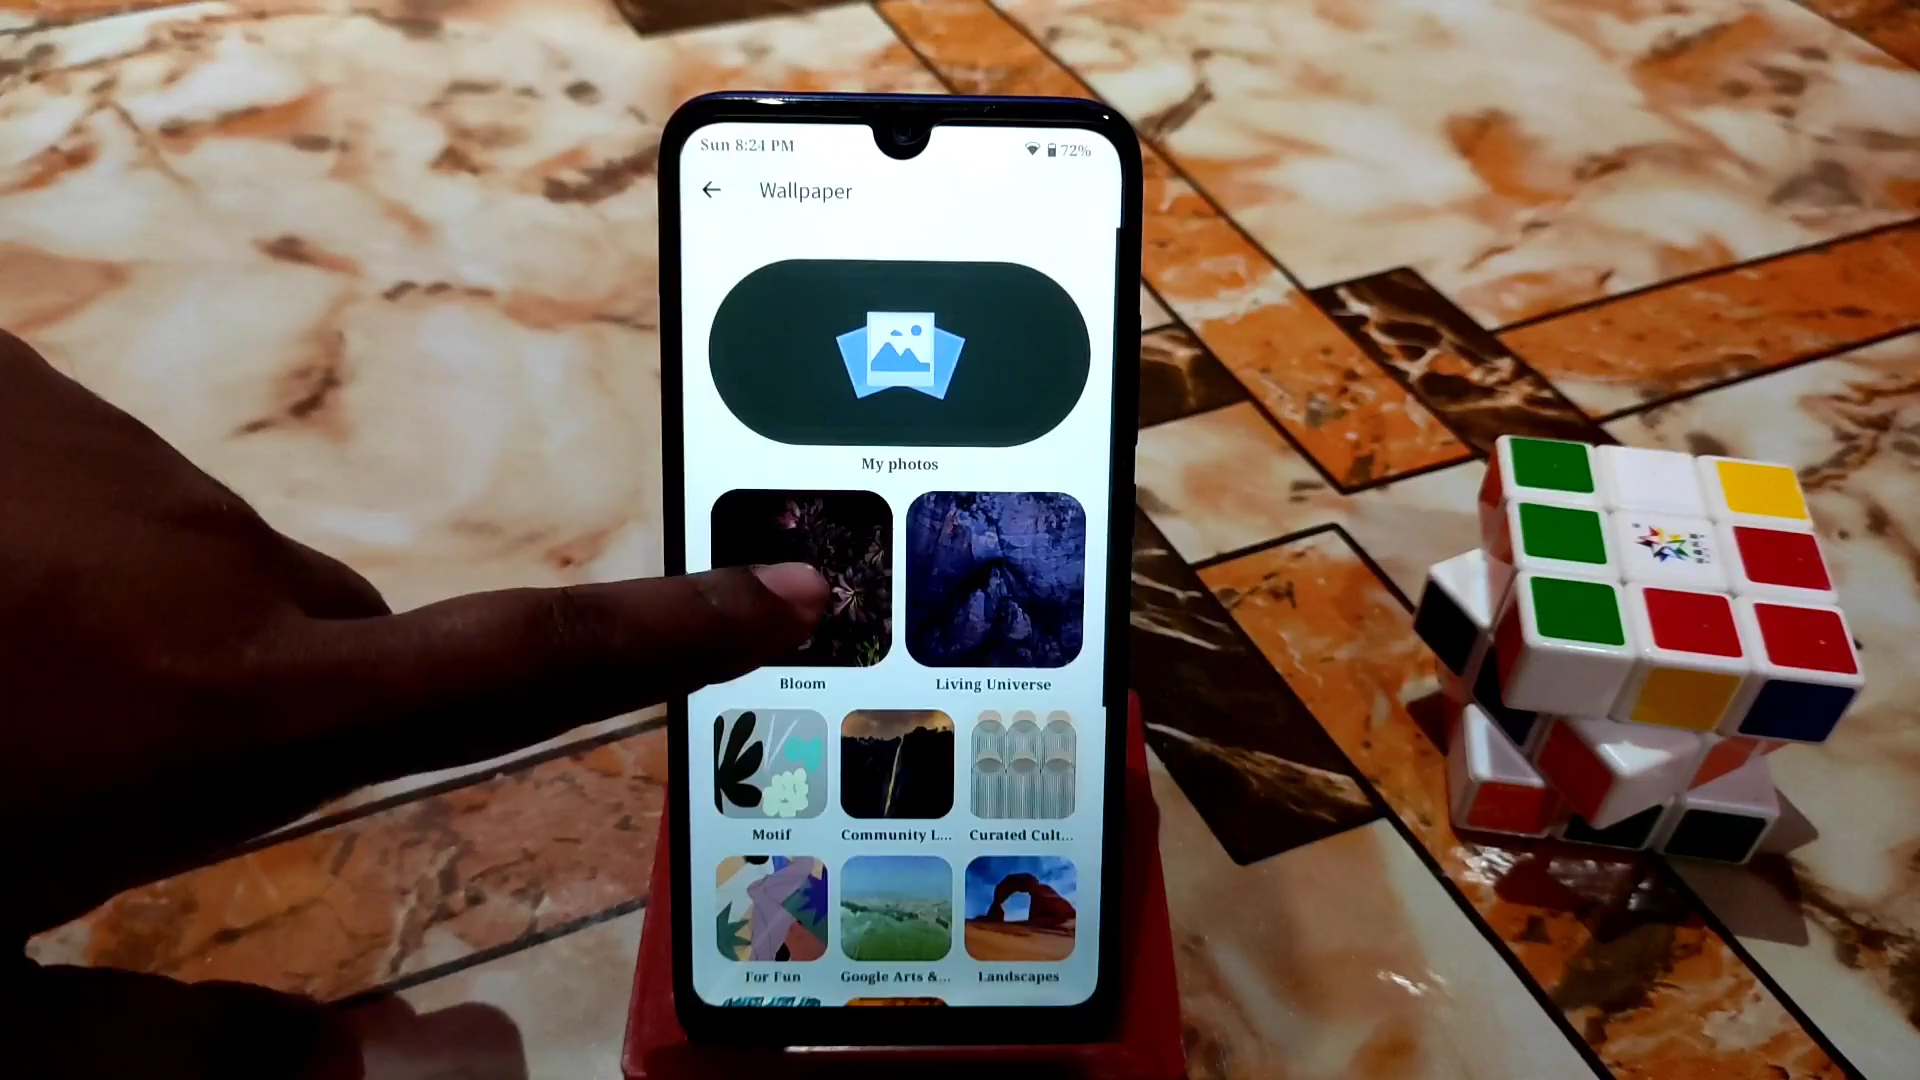 Sun 8:24 PM
72%
Wallpaper
My photos
Bloom
Living Universe
Motif
Community L...
Curated Cult...
For Fun
Google Arts &...
Landscapes